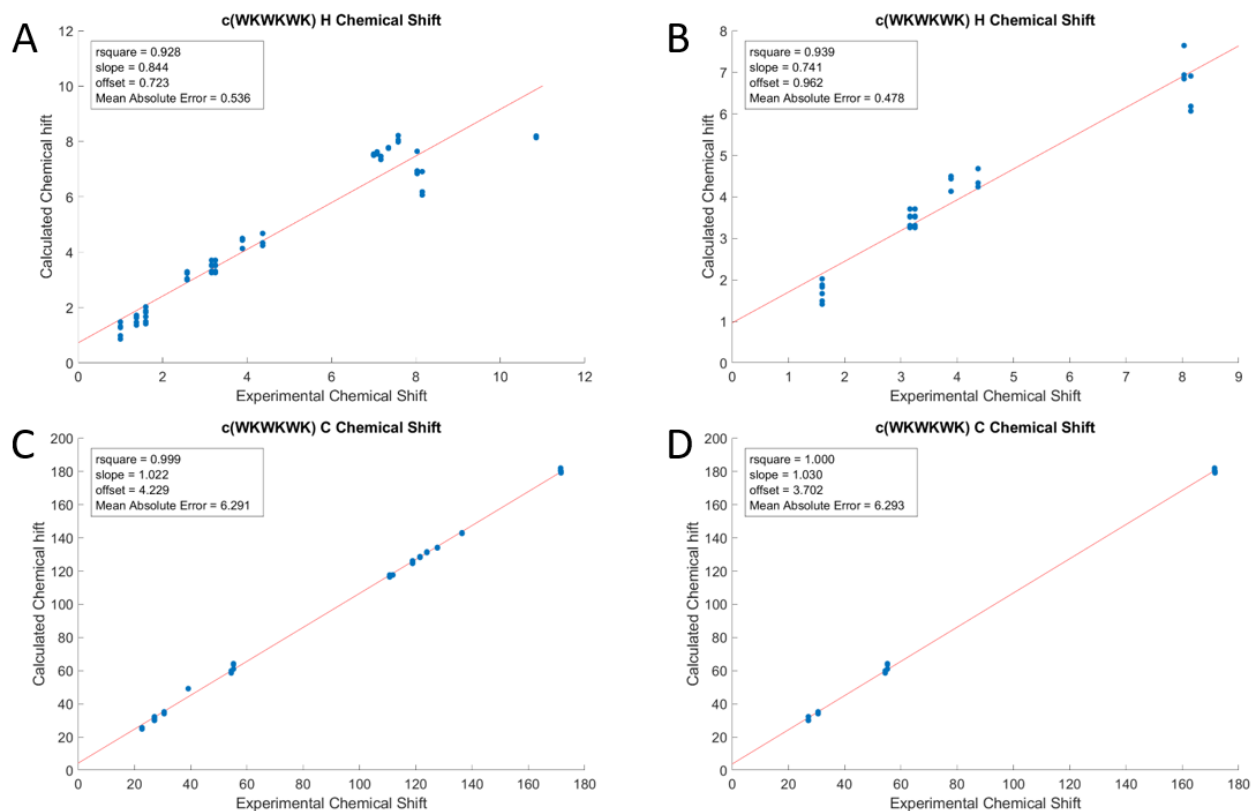 A
c(WKWKWK) H Chemical Shift
rsquare = 0.928
slope = 0.844
offset = 0.723
Mean Absolute Error = 0.536
Calculated Chemical hift
12
10
8
6
4
2
0
0 2 4 6 8 10 12
Experimental Chemical Shift
B
c(WKWKWK) H Chemical Shift
rsquare = 0.939
slope = 0.741
offset = 0.962
Mean Absolute Error = 0.478
Calculated Chemical hift
8
7
6
5
4
3
2
1
0
0 1 2 3 4 5 6 7 8 9
Experimental Chemical Shift
C
c(WKWKWK) C Chemical Shift
rsquare = 0.999
slope = 1.022
offset = 4.229
Mean Absolute Error = 6.291
Calculated Chemical hift
200
180
160
140
120
100
80
60
40
20
0
0 20 40 60 80 100 120 140 160 180
Experimental Chemical Shift
D
c(WKWKWK) C Chemical Shift
rsquare = 1.000
slope = 1.030
offset = 3.702
Mean Absolute Error = 6.293
Calculated Chemical hift
200
180
160
140
120
100
80
60
40
20
0
0 20 40 60 80 100 120 140 160 180
Experimental Chemical Shift